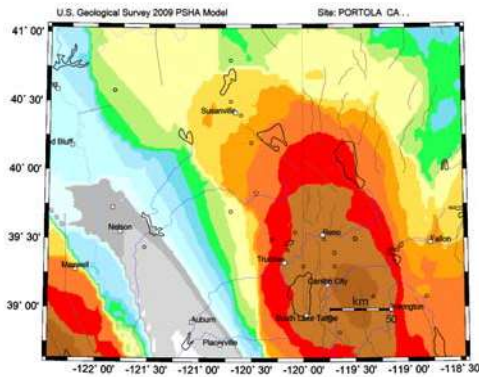 U.S. Geological Survey 2009 PSHA Model Site: PORTOLA CA . .
41° 00'
40° 30'
40° 00'
39° 30'
39° 00'
Susanville
d Bluff
Nelson
Reno
Fallon
Maxwell
Truckee
Carson City
km
50
Yerington
South Lake Tahoe
Auburn
Placerville
-122° 00' -121° 30' -121° 00' -120° 30' -120° 00' -119° 30' -119° 00' -118° 30'